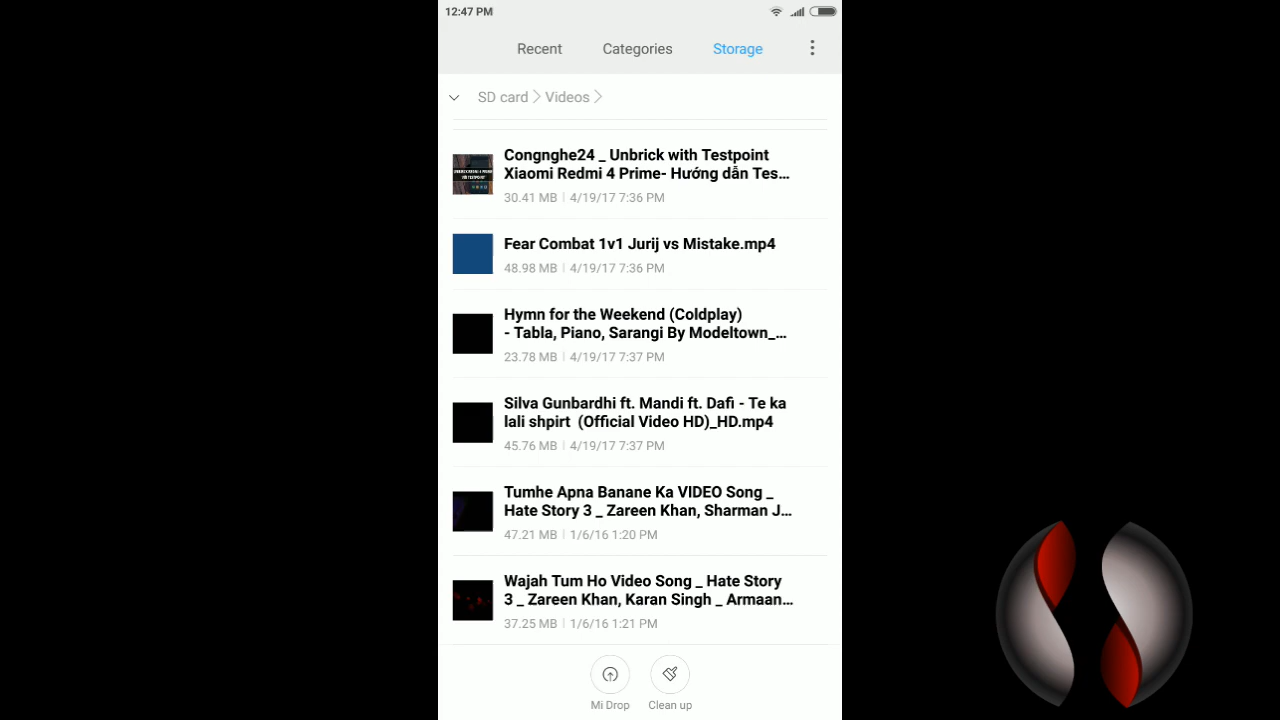 12:47 PM
Recent
Categories
Storage
SD card
Videos
Congnghe24 _ Unbrick with Testpoint
Xiaomi Redmi 4 Prime- Hướng dẫn Tes...
30.41 MB | 4/19/17 7:36 PM
Fear Combat 1v1 Jurij vs Mistake.mp4
48.98 MB | 4/19/17 7:36 PM
Hymn for the Weekend (Coldplay)
- Tabla, Piano, Sarangi By Modeltown_...
23.78 MB | 4/19/17 7:37 PM
Silva Gunbardhi ft. Mandi ft. Dafi - Te ka
lali shpirt  (Official Video HD)_HD.mp4
45.76 MB | 4/19/17 7:37 PM
Tumhe Apna Banane Ka VIDEO Song _
Hate Story 3 _ Zareen Khan, Sharman J...
47.21 MB | 1/6/16 1:20 PM
Wajah Tum Ho Video Song _ Hate Story
3 _ Zareen Khan, Karan Singh _ Armaan...
37.25 MB | 1/6/16 1:21 PM
Mi Drop
Clean up